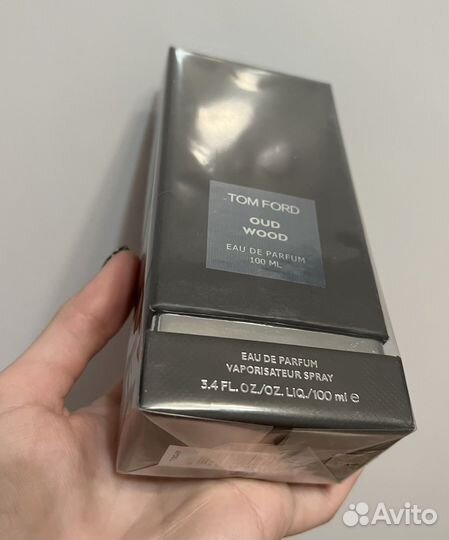 TOM FORD
OUD
WOOD
EAU DE PARFUM
100 ML
EAU DE PARFUM
VAPORISATEUR SPRAY
3.4 FL. OZ./OZ. LIQ./100 ml e
Avito